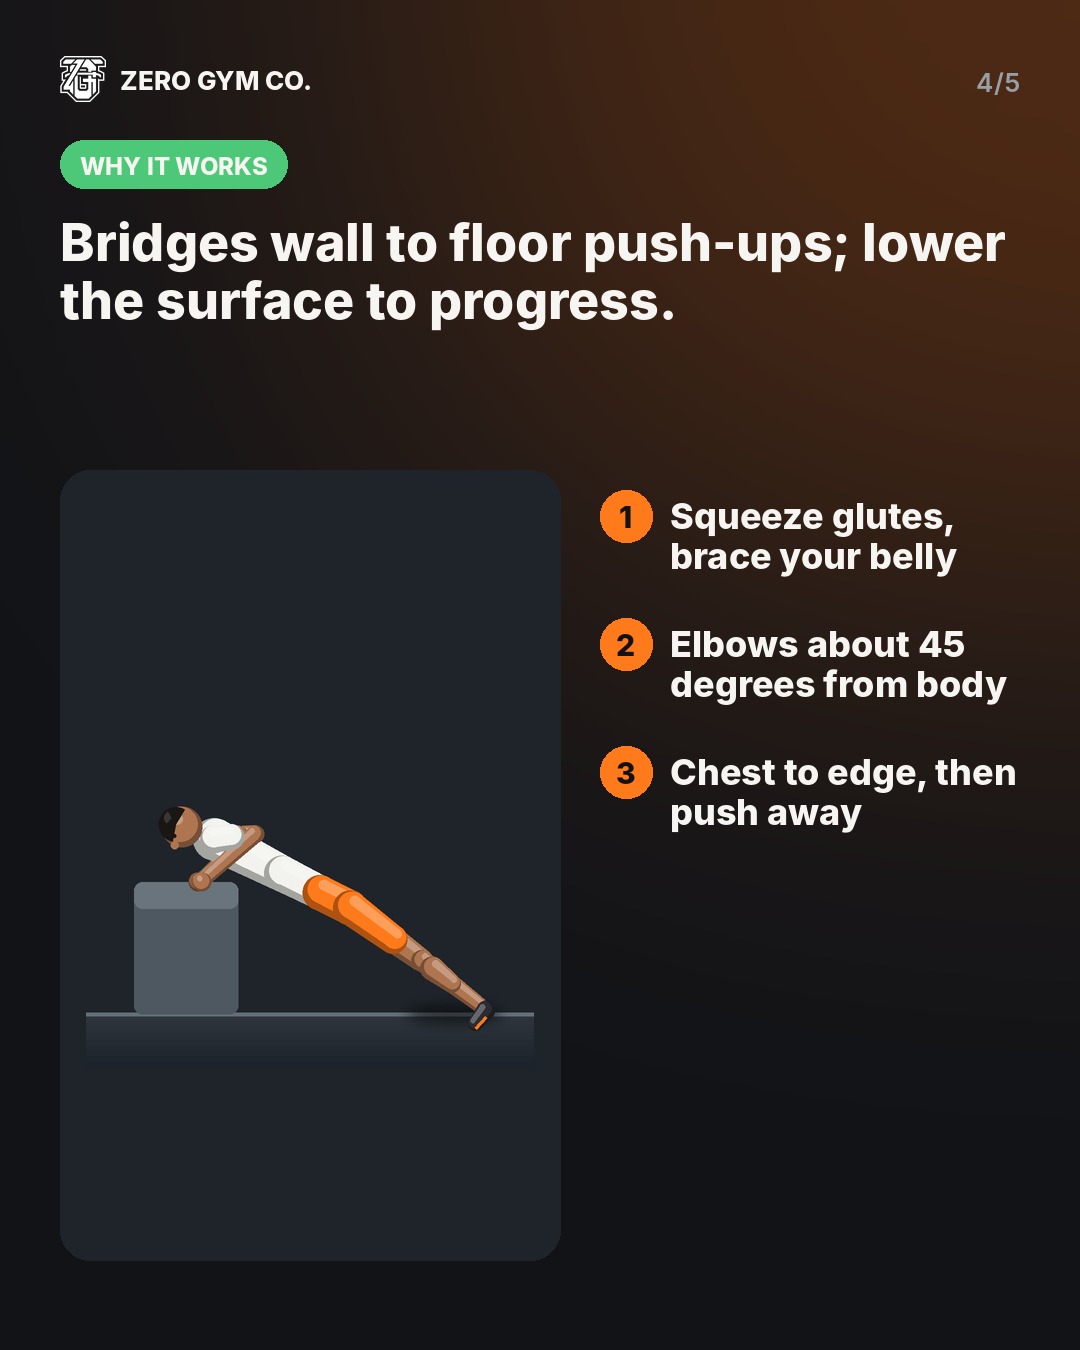 ZERO GYM CO.
4/5
WHY IT WORKS
Bridges wall to floor push-ups; lower
the surface to progress.
1 Squeeze glutes,
brace your belly
2 Elbows about 45
degrees from body
3 Chest to edge, then
push away